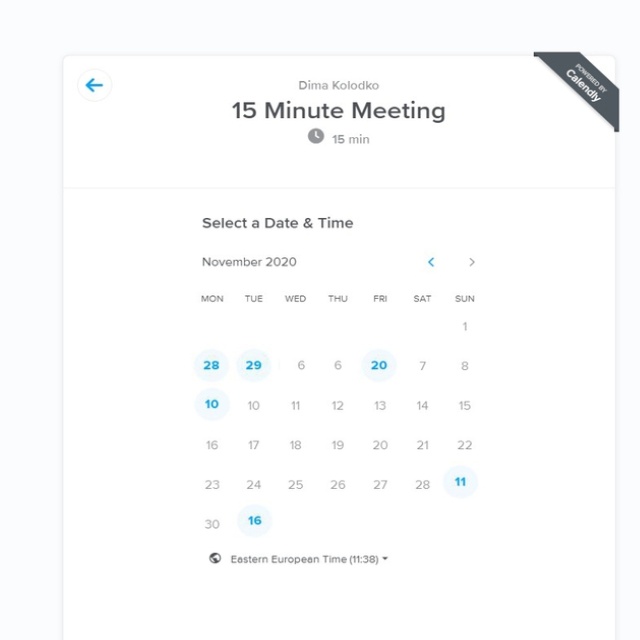 Dima Kolodko
15 Minute Meeting
15 min
POWERED BY
Calendly
Select a Date & Time
November 2020
MON TUE WED THU FRI SAT SUN
1
28 29 6 6 20 7 8
10 10 11 12 13 14 15
16 17 18 19 20 21 22
23 24 25 26 27 28 11
30 16
Eastern European Time (11:38)